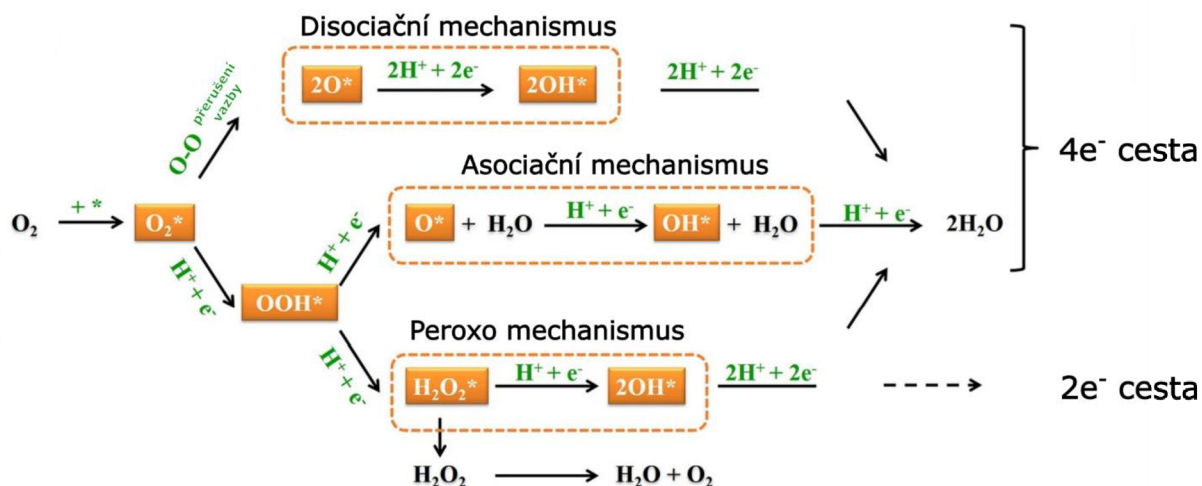 Disociační mechanismus
2O* 2H⁺ + 2e⁻ 2OH* 2H⁺ + 2e⁻
O-O přerušení
vazby
4e⁻ cesta
Asociační mechanismus
O₂ + * O₂* H⁺ + e⁻ O* + H₂O H⁺ + e⁻ OH* + H₂O H⁺ + e⁻ 2H₂O
H⁺ + e⁻ OOH*
Peroxo mechanismus
H⁺ + e⁻ H₂O₂* H⁺ + e⁻ 2OH* 2H⁺ + 2e⁻ 2e⁻ cesta
H₂O₂ H₂O + O₂